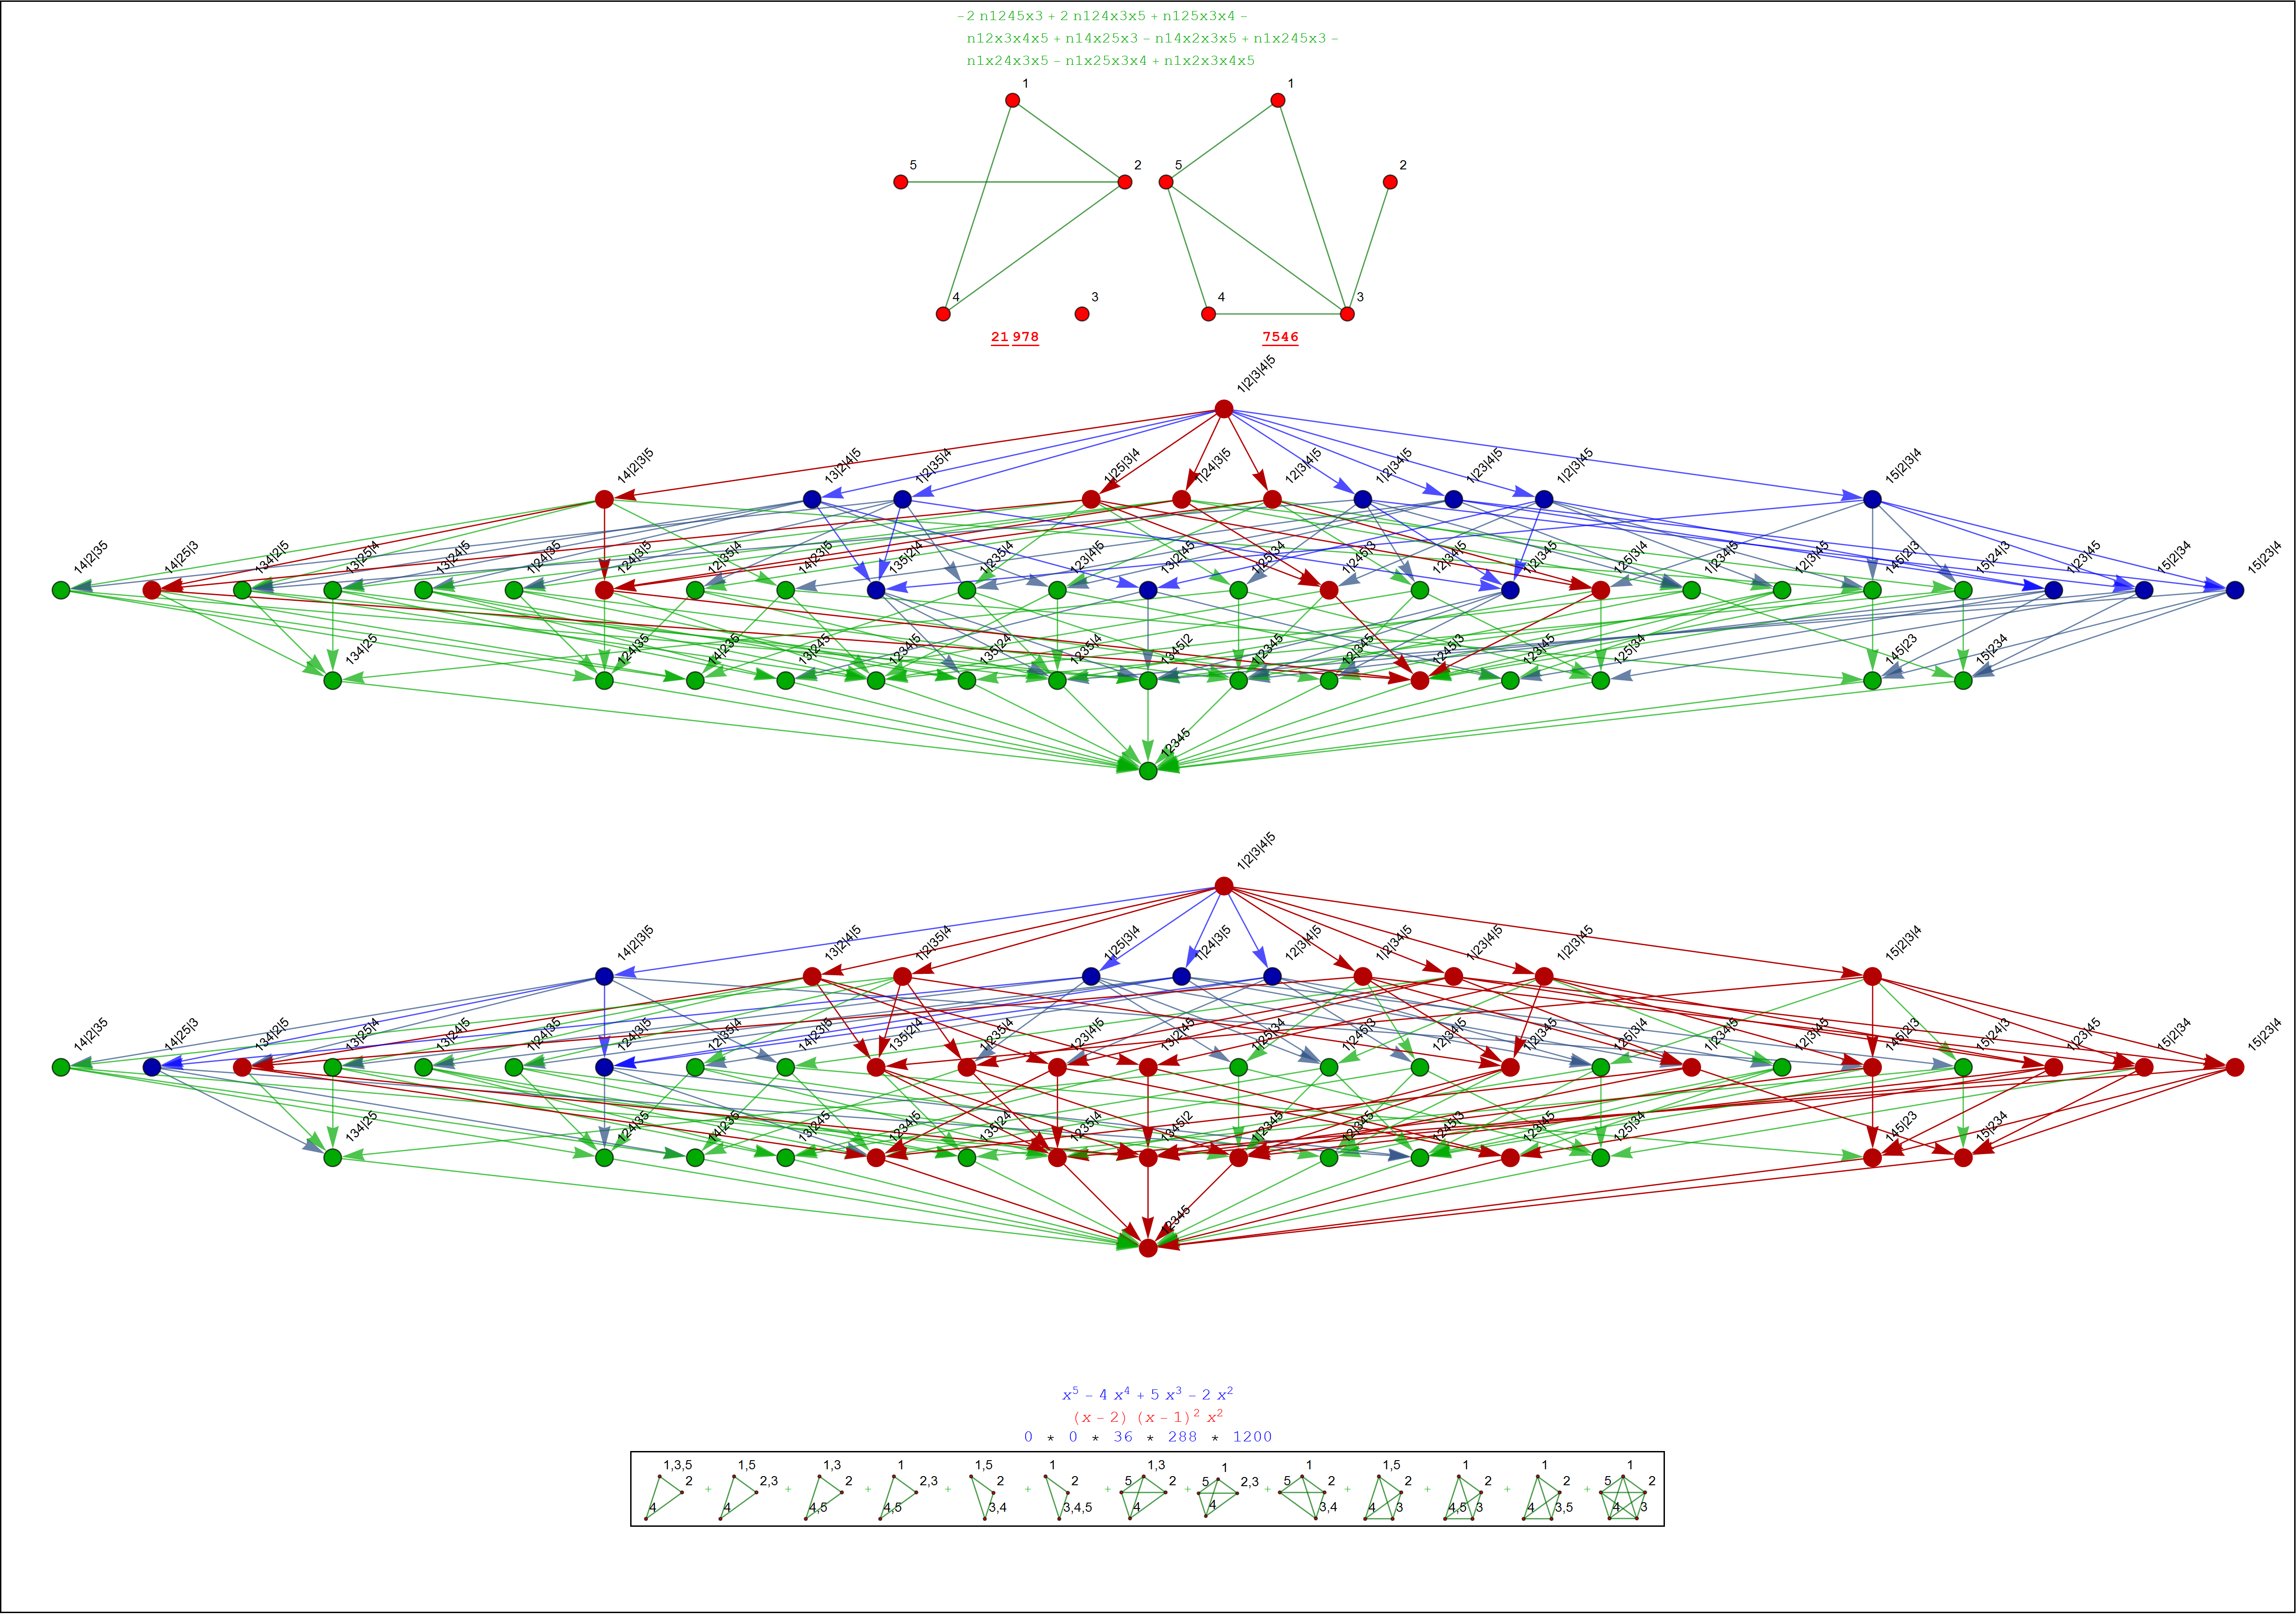 -2 n1245x3 + 2 n124x3x5 + n125x3x4 -
n12x3x4x5 + n14x25x3 - n14x2x3x5 + n1x245x3 -
n1x24x3x5 - n1x25x3x4 + n1x2x3x4x5
1 1
5 2 5 2
4 3 4 3
21 978 7546
1|2|3|4|5
14|2|3|5 13|2|4|5 1|2|35|4 1|25|3|4 1|24|3|5 12|3|4|5 1|2|34|5 1|23|4|5 1|2|3|45 15|2|3|4
14|2|35 14|25|3 134|2|5 13|25|4 13|24|5 1|24|35 124|3|5 12|35|4 14|23|5 135|2|4 1|235|4 123|4|5 13|2|45 1|25|34 1|245|3 12|34|5 1|2|345 125|3|4 1|234|5 12|3|45 145|2|3 15|24|3 1|23|45 15|2|34 15|23|4
134|25 124|35 14|235 13|245 1234|5 135|24 1235|4 1345|2 1|2345 12|345 1245|3 123|45 125|34 145|23 15|234
12345
1|2|3|4|5
14|2|3|5 13|2|4|5 1|2|35|4 1|25|3|4 1|24|3|5 12|3|4|5 1|2|34|5 1|23|4|5 1|2|3|45 15|2|3|4
14|2|35 14|25|3 134|2|5 13|25|4 13|24|5 1|24|35 124|3|5 12|35|4 14|23|5 135|2|4 1|235|4 123|4|5 13|2|45 1|25|34 1|245|3 12|34|5 1|2|345 125|3|4 1|234|5 12|3|45 145|2|3 15|24|3 1|23|45 15|2|34 15|23|4
134|25 124|35 14|235 13|245 1234|5 135|24 1235|4 1345|2 1|2345 12|345 1245|3 123|45 125|34 145|23 15|234
12345
x⁵ - 4 x⁴ + 5 x³ - 2 x²
(x - 2) (x - 1)² x²
0 * 0 * 36 * 288 * 1200
1,3,5 1,5 1,3 1 1,5 1 1,3 1 1 1,5 1 1 1
2 2,3 2 2,3 2 2 5 2 5 2,3 5 2 2 2 2 5 2
+ + + + + + + + + + + +
4 4 4,5 4,5 3,4 3,4,5 4 4 3,4 4 3 4,5 3 4 3,5 4 3